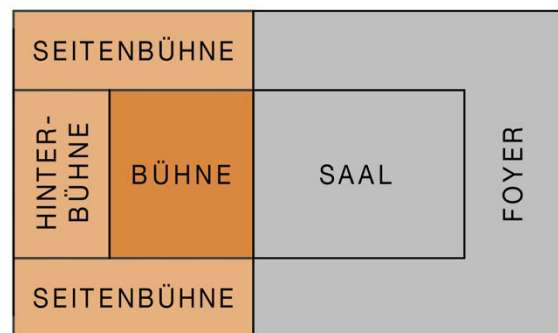 SEITENBÜHNE
HINTER-
BÜHNE
BÜHNE
SAAL
FOYER
SEITENBÜHNE